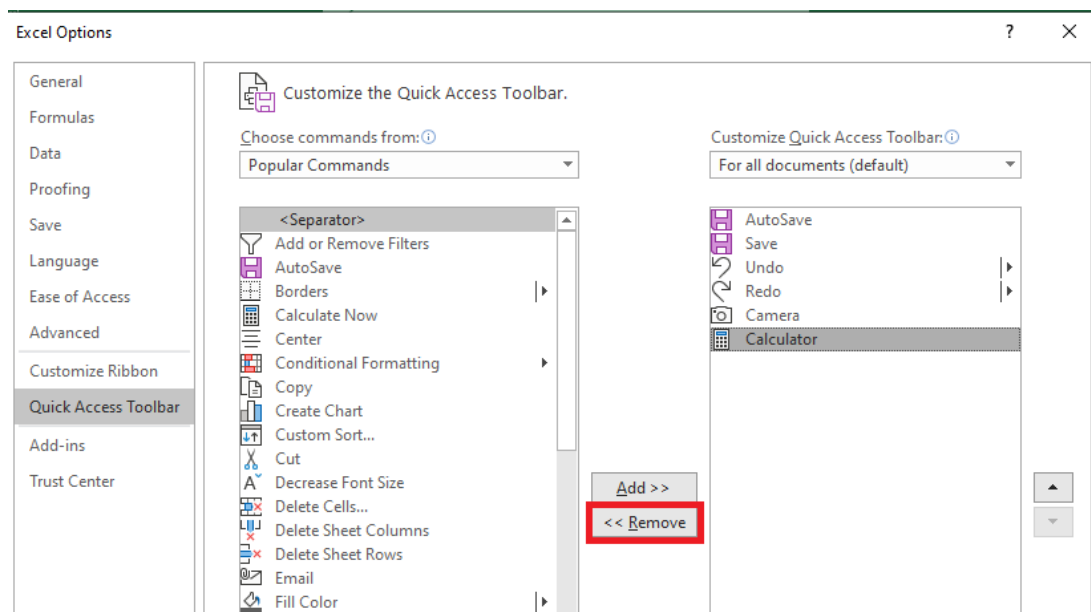 Excel Options
?
General
Formulas
Data
Proofing
Save
Language
Ease of Access
Advanced
Customize Ribbon
Quick Access Toolbar
Add-ins
Trust Center
Customize the Quick Access Toolbar.
Choose commands from:
Popular Commands
<Separator>
Add or Remove Filters
AutoSave
Borders
Calculate Now
Center
Conditional Formatting
Copy
Create Chart
Custom Sort...
Cut
Decrease Font Size
Delete Cells...
Delete Sheet Columns
Delete Sheet Rows
Email
Fill Color
Add >>
<< Remove
Customize Quick Access Toolbar:
For all documents (default)
AutoSave
Save
Undo
Redo
Camera
Calculator